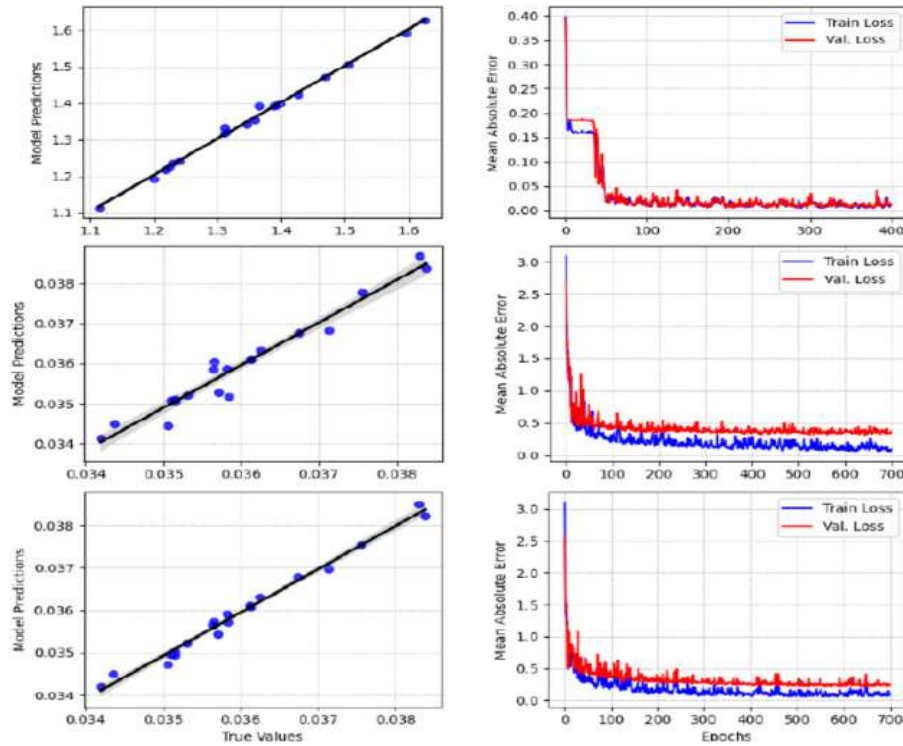 Model Predictions
1.6
1.5
1.4
1.3
1.2
1.1
1.1 1.2 1.3 1.4 1.5 1.6
Mean Absolute Error
0.40
0.35
0.30
0.25
0.20
0.15
0.10
0.05
0.00
0 100 200 300 400
Train Loss
Val. Loss
Model Predictions
0.038
0.037
0.036
0.035
0.034
0.034 0.035 0.036 0.037 0.038
Mean Absolute Error
3.0
2.5
2.0
1.5
1.0
0.5
0.0
0 100 200 300 400 500 600 700
Train Loss
Val. Loss
Model Predictions
0.038
0.037
0.036
0.035
0.034
0.034 0.035 0.036 0.037 0.038
True Values
Mean Absolute Error
3.0
2.5
2.0
1.5
1.0
0.5
0.0
0 100 200 300 400 500 600 700
Epochs
Train Loss
Val. Loss